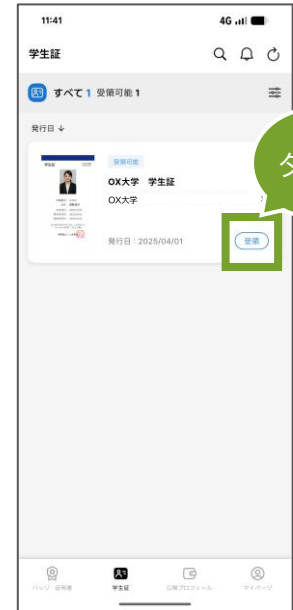 11:41
4G
学生証
すべて 1 受領可能 1
発行日 ↓
受領可能
OX大学 学生証
OX大学
発行日：2025/04/01
受領
タ
バッジ・証明書
学生証
公開プロフィール
マイページ